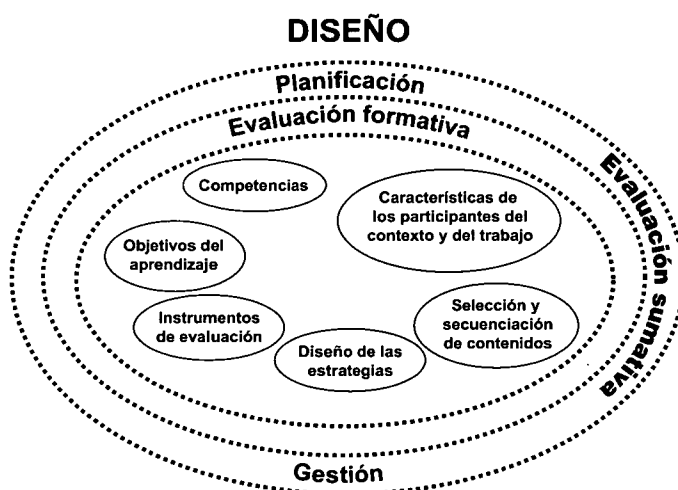 DISEÑO
Planificación
Evaluación formativa
Evaluación sumativa
Competencias
Características de
los participantes del
contexto y del trabajo
Objetivos del
aprendizaje
Instrumentos
de evaluación
Selección y
secuenciación
de contenidos
Diseño de las
estrategias
Gestión